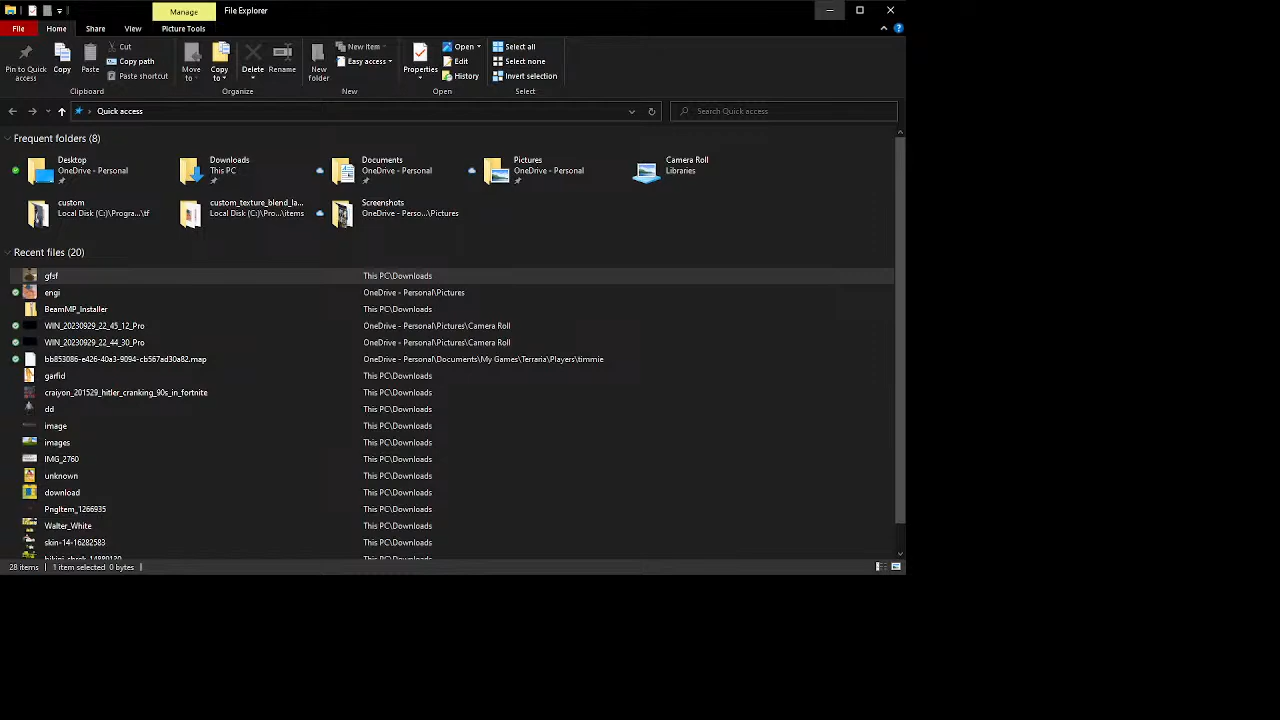 Manage
File Explorer
File
Home
Share
View
Picture Tools
Pin to Quick access
Copy
Paste
Cut
Copy path
Paste shortcut
Clipboard
Move to
Copy to
Delete
Rename
Organize
New folder
New item
Easy access
New
Properties
Open
Edit
History
Open
Select all
Select none
Invert selection
Select
Quick access
Search Quick access
Frequent folders (8)
Desktop
OneDrive - Personal
Downloads
This PC
Documents
OneDrive - Personal
Pictures
OneDrive - Personal
Camera Roll
Libraries
custom
Local Disk (C:)\Progra...\tf
custom_texture_blend_la...
Local Disk (C:)\Pro...\items
Screenshots
OneDrive - Perso...\Pictures
Recent files (20)
gfsf This PC\Downloads
engi OneDrive - Personal\Pictures
BeamMP_Installer This PC\Downloads
WIN_20230929_22_45_12_Pro OneDrive - Personal\Pictures\Camera Roll
WIN_20230929_22_44_30_Pro OneDrive - Personal\Pictures\Camera Roll
bb853086-e426-40a3-9094-cb567ad30a82.map OneDrive - Personal\Documents\My Games\Terraria\Players\timmie
garfid This PC\Downloads
craiyon_201529_hitler_cranking_90s_in_fortnite This PC\Downloads
dd This PC\Downloads
image This PC\Downloads
images This PC\Downloads
IMG_2760 This PC\Downloads
unknown This PC\Downloads
download This PC\Downloads
PngItem_1266935 This PC\Downloads
Walter_White This PC\Downloads
skin-14-16282583 This PC\Downloads
This PC\Downloads
28 items
1 item selected 0 bytes